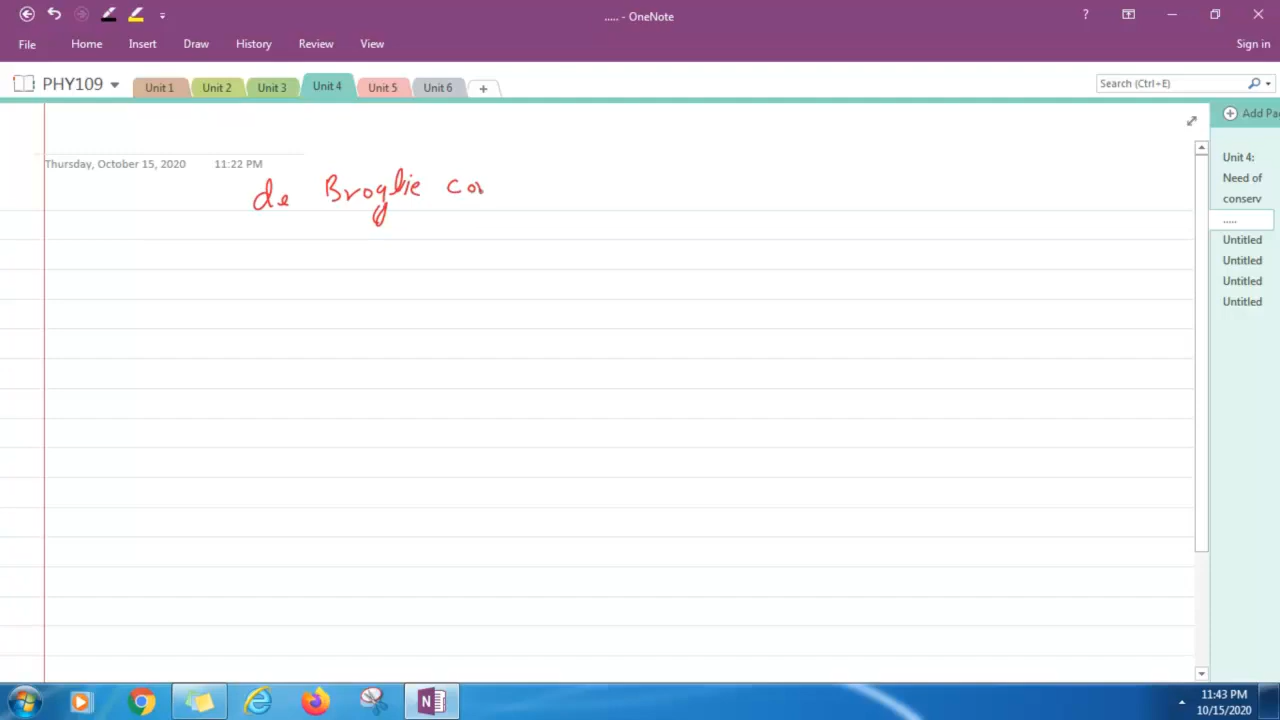 ..... - OneNote
?
File Home Insert Draw History Review View Sign in
PHY109 Unit 1 Unit 2 Unit 3 Unit 4 Unit 5 Unit 6 + Search (Ctrl+E)
Add Pa
Thursday, October 15, 2020 11:22 PM
de Broglie co
Unit 4:
Need of
conserv
.....
Untitled
Untitled
Untitled
Untitled
11:43 PM
10/15/2020